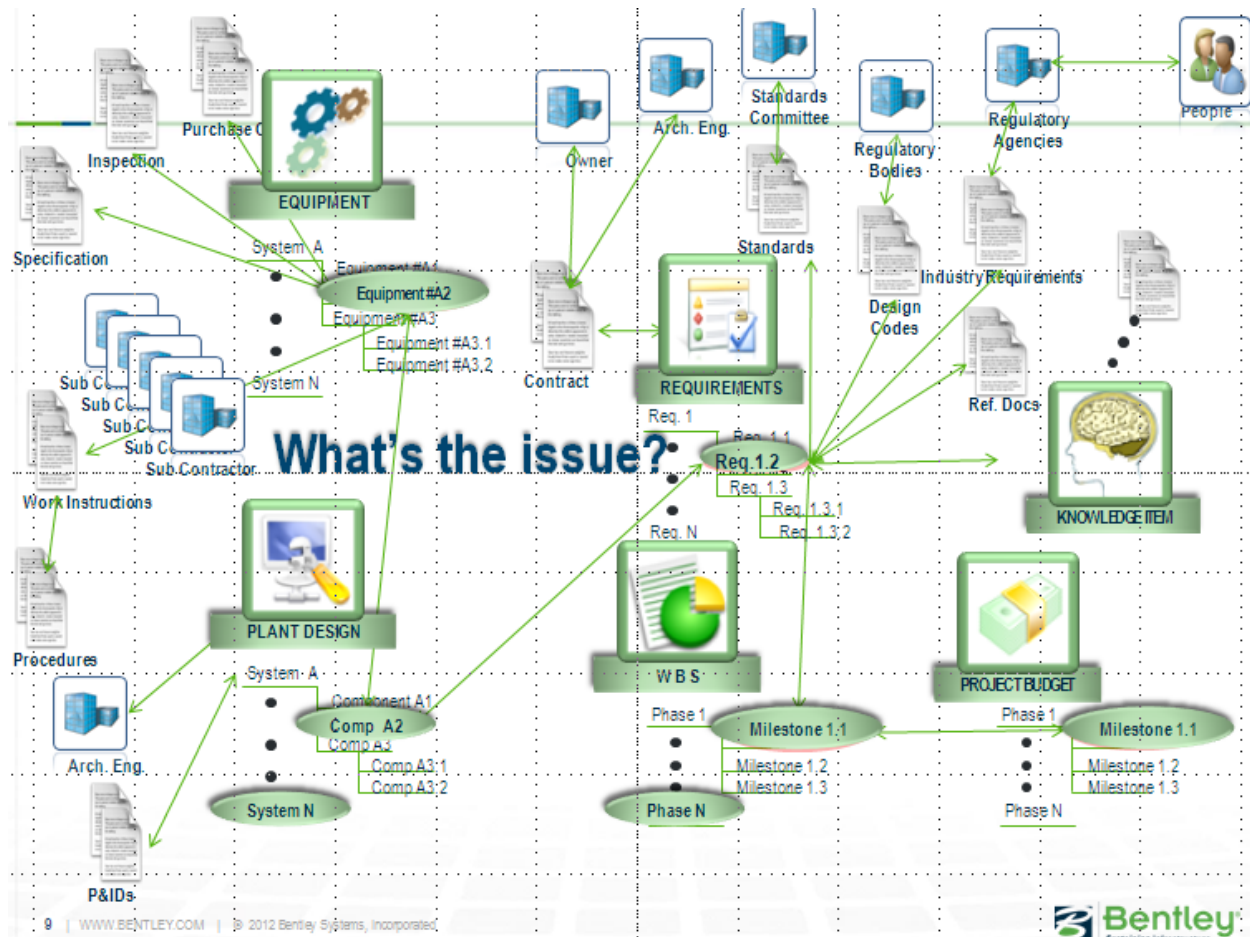 Purchase
Inspection
EQUIPMENT
Specification
Owner
Arch. Eng.
Standards
Committee
Regulatory
Bodies
Regulatory
Agencies
People
System A
Equipment #A1
Equipment #A2
Equipment #A3
Equipment #A3.1
Equipment #A3.2
System N
Contract
REQUIREMENTS
Standards
Design
Codes
Industry Requirements
Ref. Docs
KNOWLEDGE ITEM
Sub
Sub
Sub
Sub
Sub Contractor
Work Instructions
Procedures
What's the issue?
Req. 1
Req. 1.1
Req.1.2
Req. 1.3
Req. 1.3.1
Req. 1.3.2
Req. N
PLANT DESIGN
System A
Component A1
Comp A2
Comp A3
Comp A3.1
Comp A3.2
System N
Arch. Eng.
P&IDs
W B S
Phase 1
Milestone 1.1
Milestone 1.2
Milestone 1.3
Phase N
PROJECT BUDGET
Phase 1
Milestone 1.1
Milestone 1.2
Milestone 1.3
Phase N
9 | WWW.BENTLEY.COM | © 2012 Bentley Systems, Incorporated
Bentley